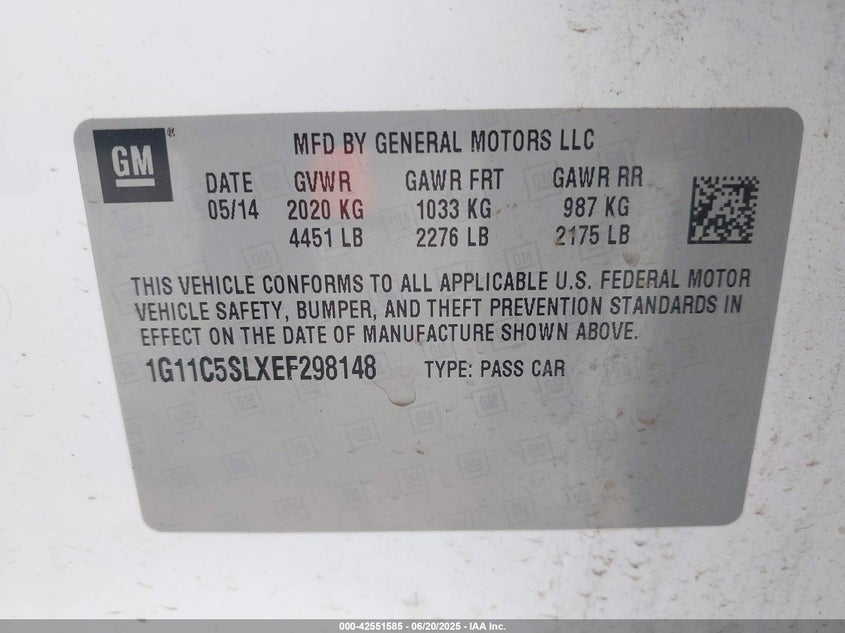 GM ®
MFD BY GENERAL MOTORS LLC
DATE GVWR GAWR FRT GAWR RR
05/14 2020 KG 1033 KG 987 KG
4451 LB 2276 LB 2175 LB
THIS VEHICLE CONFORMS TO ALL APPLICABLE U.S. FEDERAL MOTOR
VEHICLE SAFETY, BUMPER, AND THEFT PREVENTION STANDARDS IN
EFFECT ON THE DATE OF MANUFACTURE SHOWN ABOVE.
1G11C5SLXEF298148 TYPE: PASS CAR
000-42551585 - 06/20/2025 - IAA Inc.